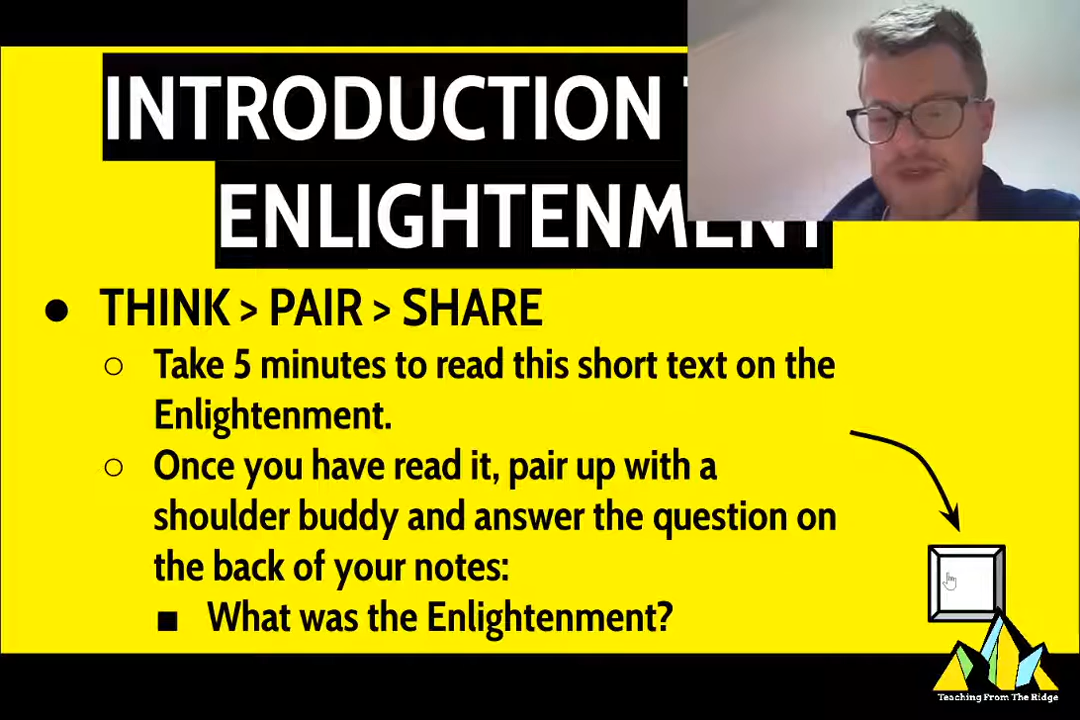 INTRODUCTION
ENLIGHTENMENT
THINK > PAIR > SHARE
Take 5 minutes to read this short text on the
Enlightenment.
Once you have read it, pair up with a
shoulder buddy and answer the question on
the back of your notes:
What was the Enlightenment?
Teaching From The Ridge